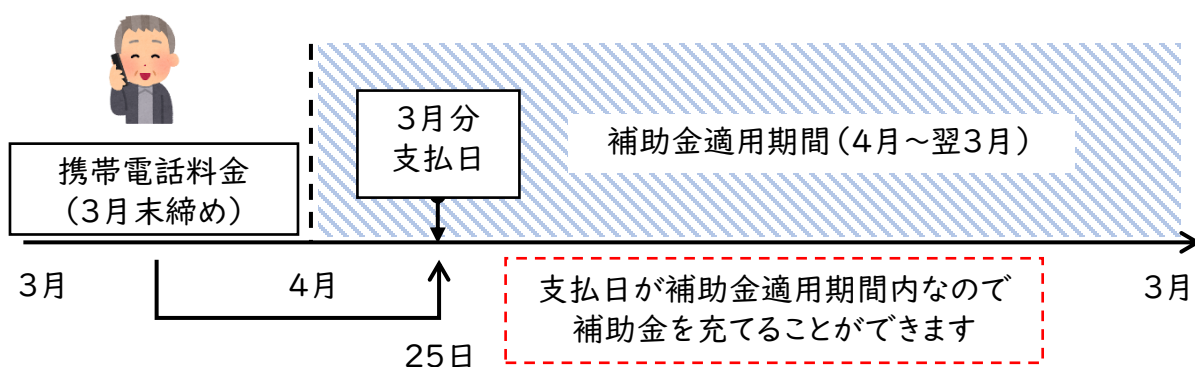 3月分
支払日
補助金適用期間(4月～翌3月)
携帯電話料金
(3月末締め)
3月
4月
支払日が補助金適用期間内なので
補助金を充てることができます
3月
25日